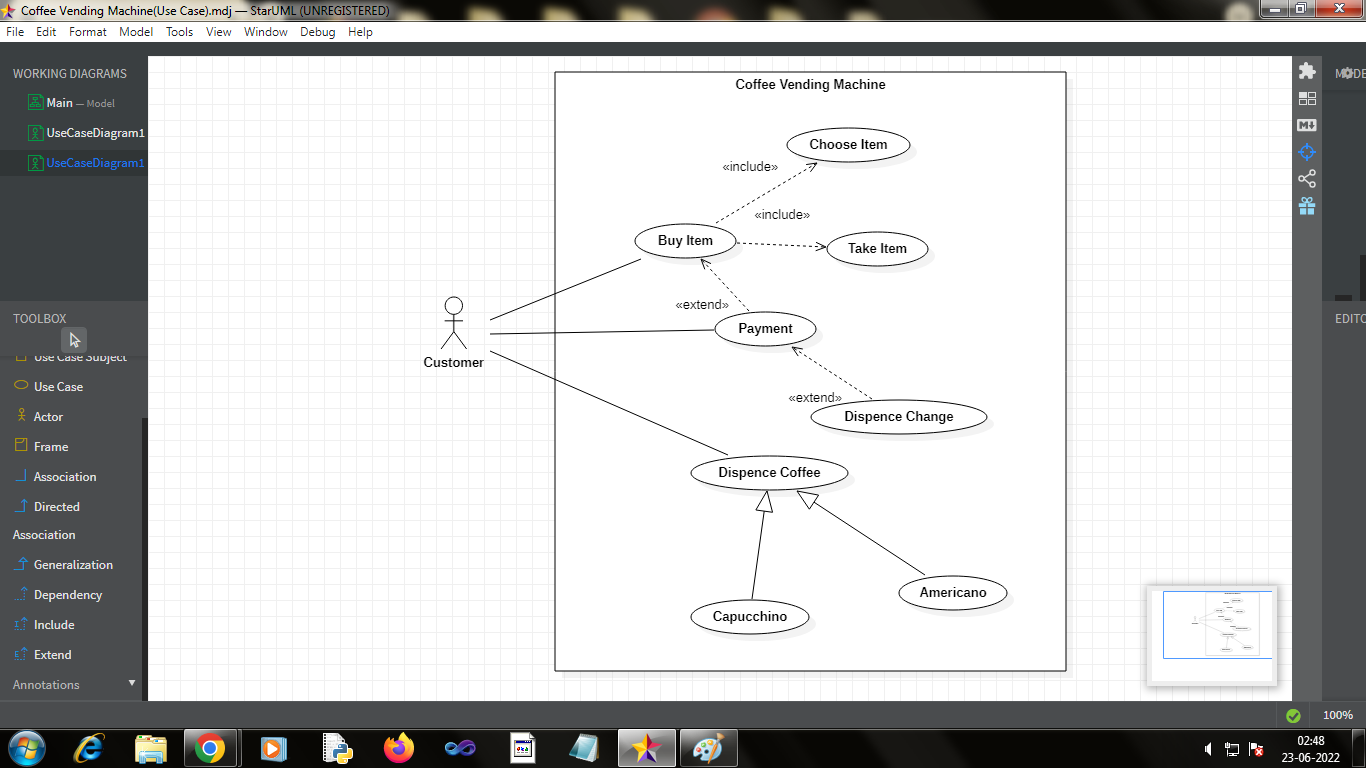 Coffee Vending Machine(Use Case).mdj — StarUML (UNREGISTERED)
File Edit Format Model Tools View Window Debug Help
WORKING DIAGRAMS
Main — Model
UseCaseDiagram1
UseCaseDiagram1
TOOLBOX
Use Case Subject
Use Case
Actor
Frame
Association
Directed
Association
Generalization
Dependency
Include
Extend
Annotations
Coffee Vending Machine
Choose Item
«include»
«include»
Buy Item
Take Item
«extend»
Payment
Customer
«extend»
Dispence Change
Dispence Coffee
Americano
Capucchino
M↓
EDITO
100%
02:48
23-06-2022